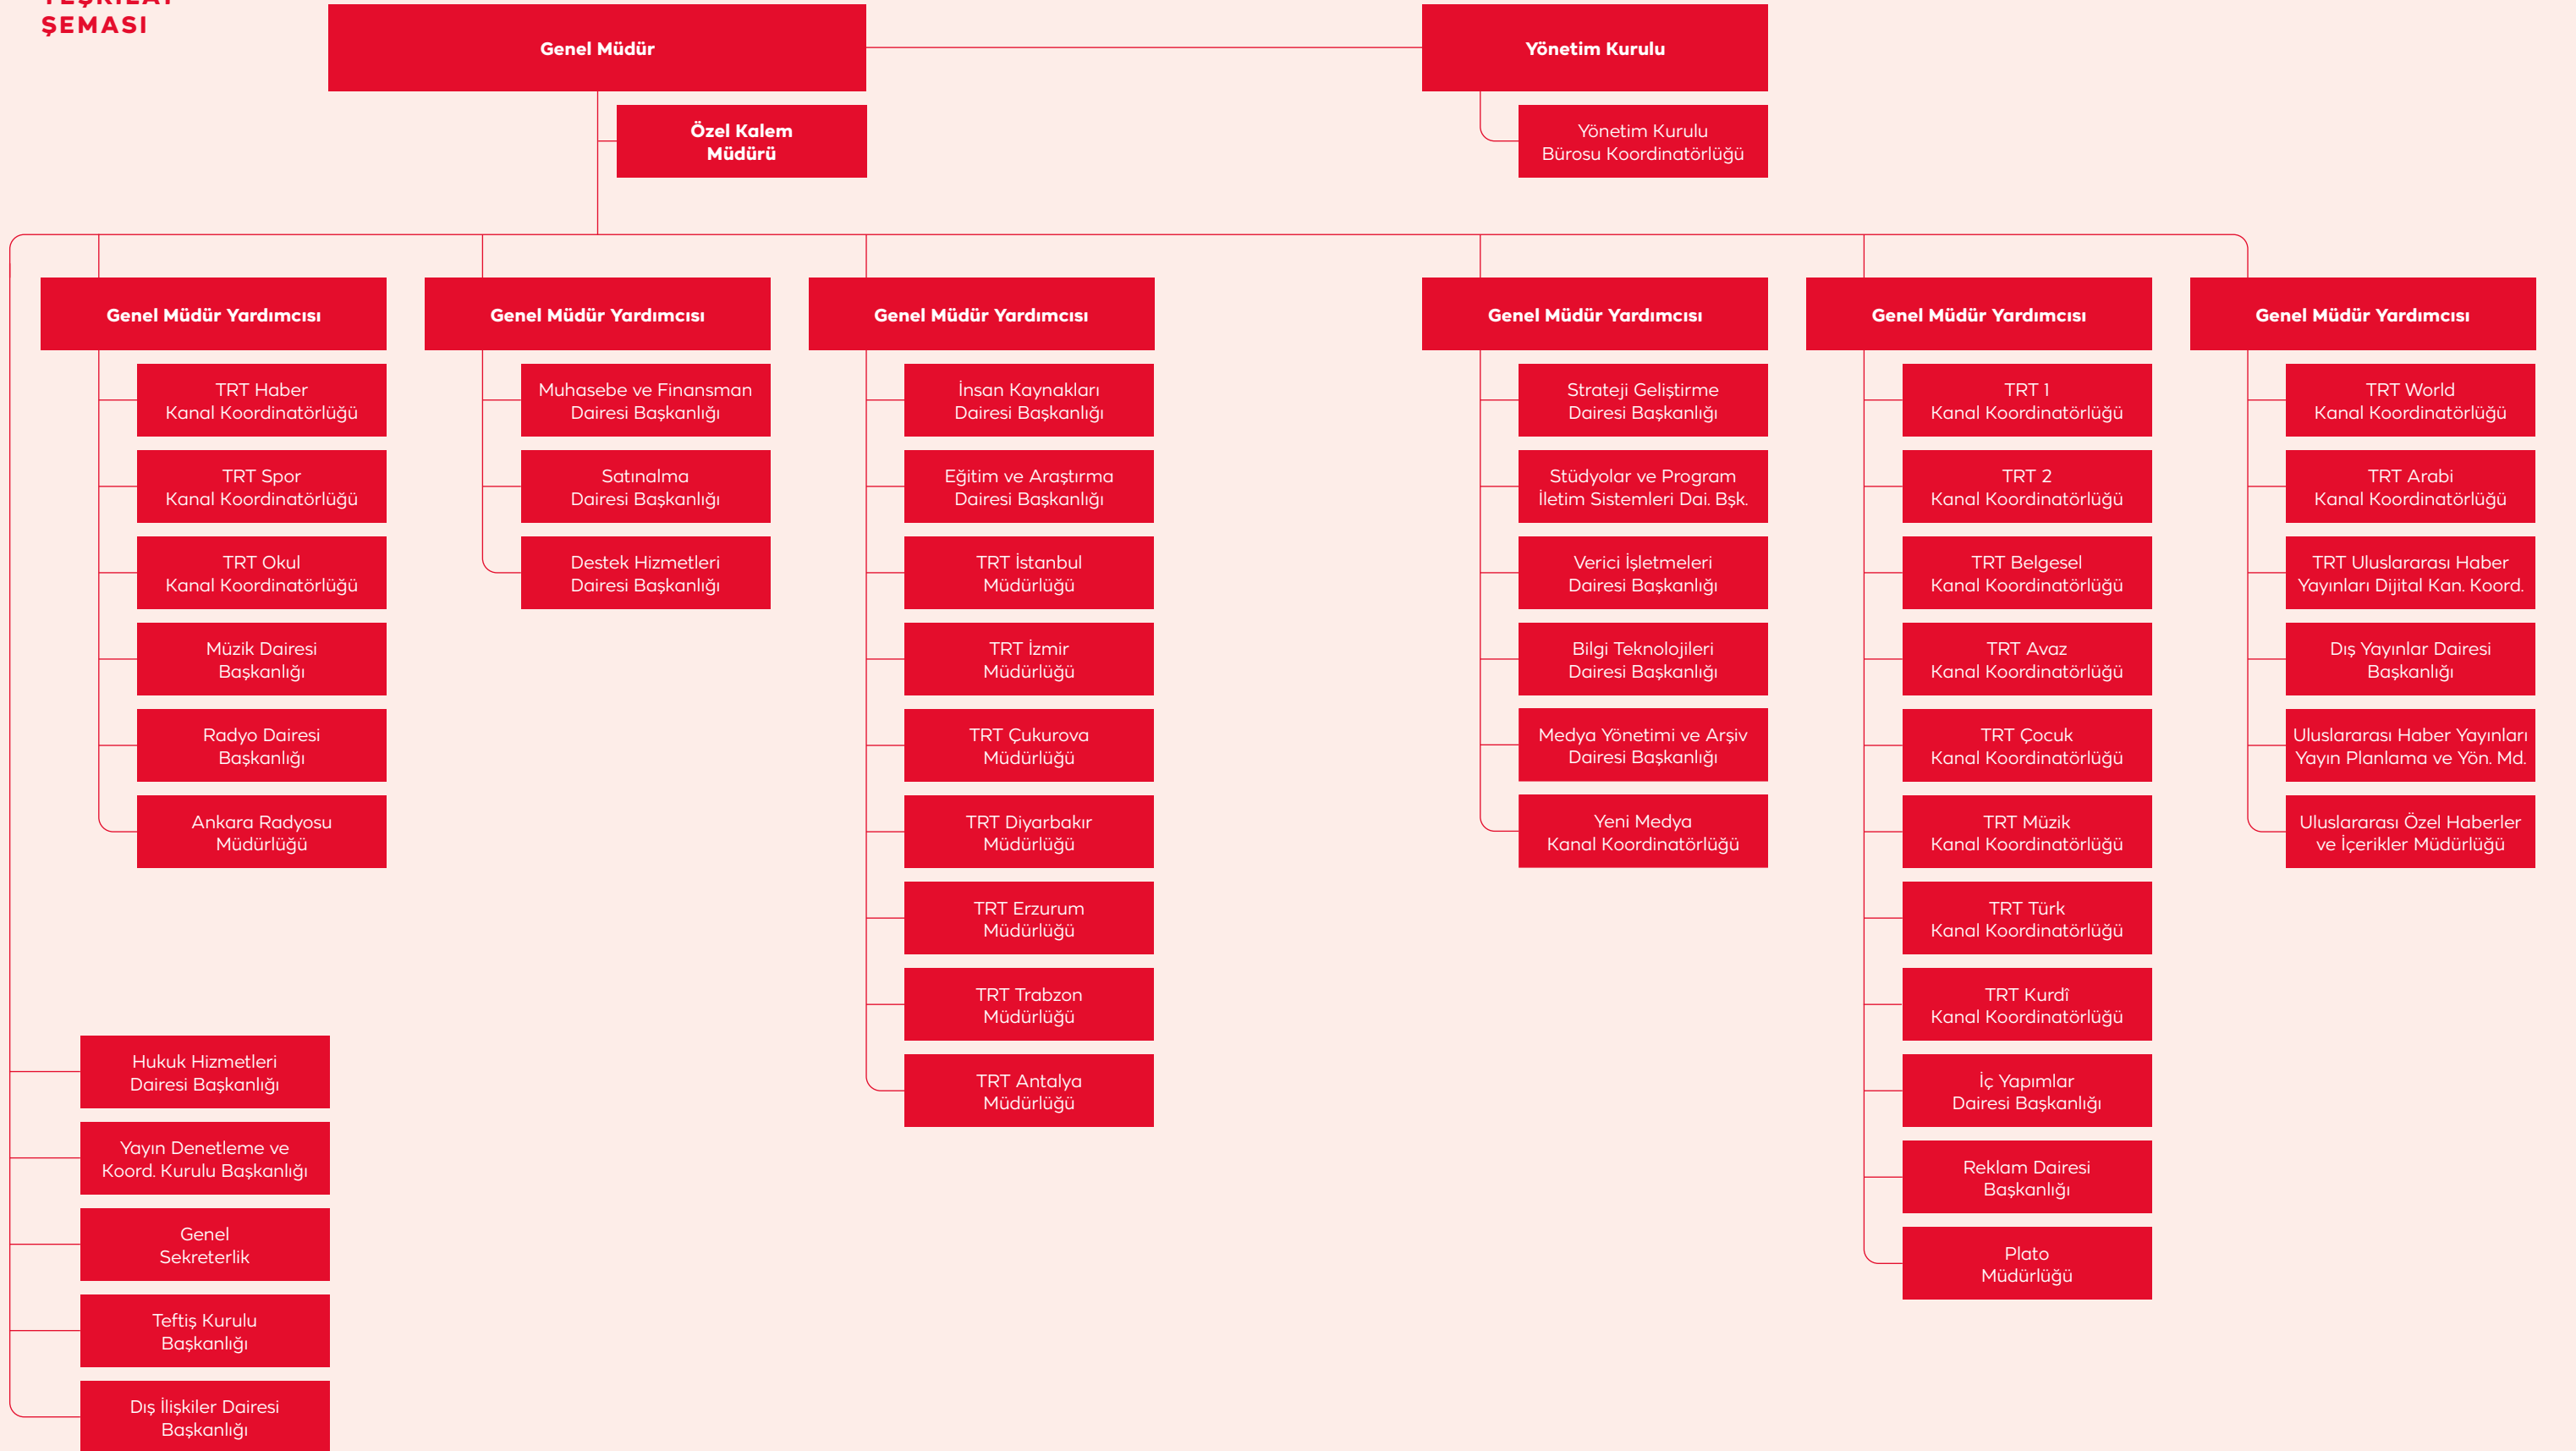 TEŞKİLAT
ŞEMASI
Genel Müdür
Yönetim Kurulu
Özel Kalem
Müdürü
Yönetim Kurulu
Bürosu Koordinatörlüğü
Genel Müdür Yardımcısı
TRT Haber
Kanal Koordinatörlüğü
TRT Spor
Kanal Koordinatörlüğü
TRT Okul
Kanal Koordinatörlüğü
Müzik Dairesi
Başkanlığı
Radyo Dairesi
Başkanlığı
Ankara Radyosu
Müdürlüğü
Genel Müdür Yardımcısı
Muhasebe ve Finansman
Dairesi Başkanlığı
Satınalma
Dairesi Başkanlığı
Destek Hizmetleri
Dairesi Başkanlığı
Genel Müdür Yardımcısı
İnsan Kaynakları
Dairesi Başkanlığı
Eğitim ve Araştırma
Dairesi Başkanlığı
TRT İstanbul
Müdürlüğü
TRT İzmir
Müdürlüğü
TRT Çukurova
Müdürlüğü
TRT Diyarbakır
Müdürlüğü
TRT Erzurum
Müdürlüğü
TRT Trabzon
Müdürlüğü
TRT Antalya
Müdürlüğü
Genel Müdür Yardımcısı
Strateji Geliştirme
Dairesi Başkanlığı
Stüdyolar ve Program
İletim Sistemleri Dai. Bşk.
Verici İşletmeleri
Dairesi Başkanlığı
Bilgi Teknolojileri
Dairesi Başkanlığı
Medya Yönetimi ve Arşiv
Dairesi Başkanlığı
Yeni Medya
Kanal Koordinatörlüğü
Genel Müdür Yardımcısı
TRT 1
Kanal Koordinatörlüğü
TRT 2
Kanal Koordinatörlüğü
TRT Belgesel
Kanal Koordinatörlüğü
TRT Avaz
Kanal Koordinatörlüğü
TRT Çocuk
Kanal Koordinatörlüğü
TRT Müzik
Kanal Koordinatörlüğü
TRT Türk
Kanal Koordinatörlüğü
TRT Kurdî
Kanal Koordinatörlüğü
İç Yapımlar
Dairesi Başkanlığı
Reklam Dairesi
Başkanlığı
Plato
Müdürlüğü
Genel Müdür Yardımcısı
TRT World
Kanal Koordinatörlüğü
TRT Arabi
Kanal Koordinatörlüğü
TRT Uluslararası Haber
Yayınları Dijital Kan. Koord.
Dış Yayınlar Dairesi
Başkanlığı
Uluslararası Haber Yayınları
Yayın Planlama ve Yön. Md.
Uluslararası Özel Haberler
ve İçerikler Müdürlüğü
Hukuk Hizmetleri
Dairesi Başkanlığı
Yayın Denetleme ve
Koord. Kurulu Başkanlığı
Genel
Sekreterlik
Teftiş Kurulu
Başkanlığı
Dış İlişkiler Dairesi
Başkanlığı